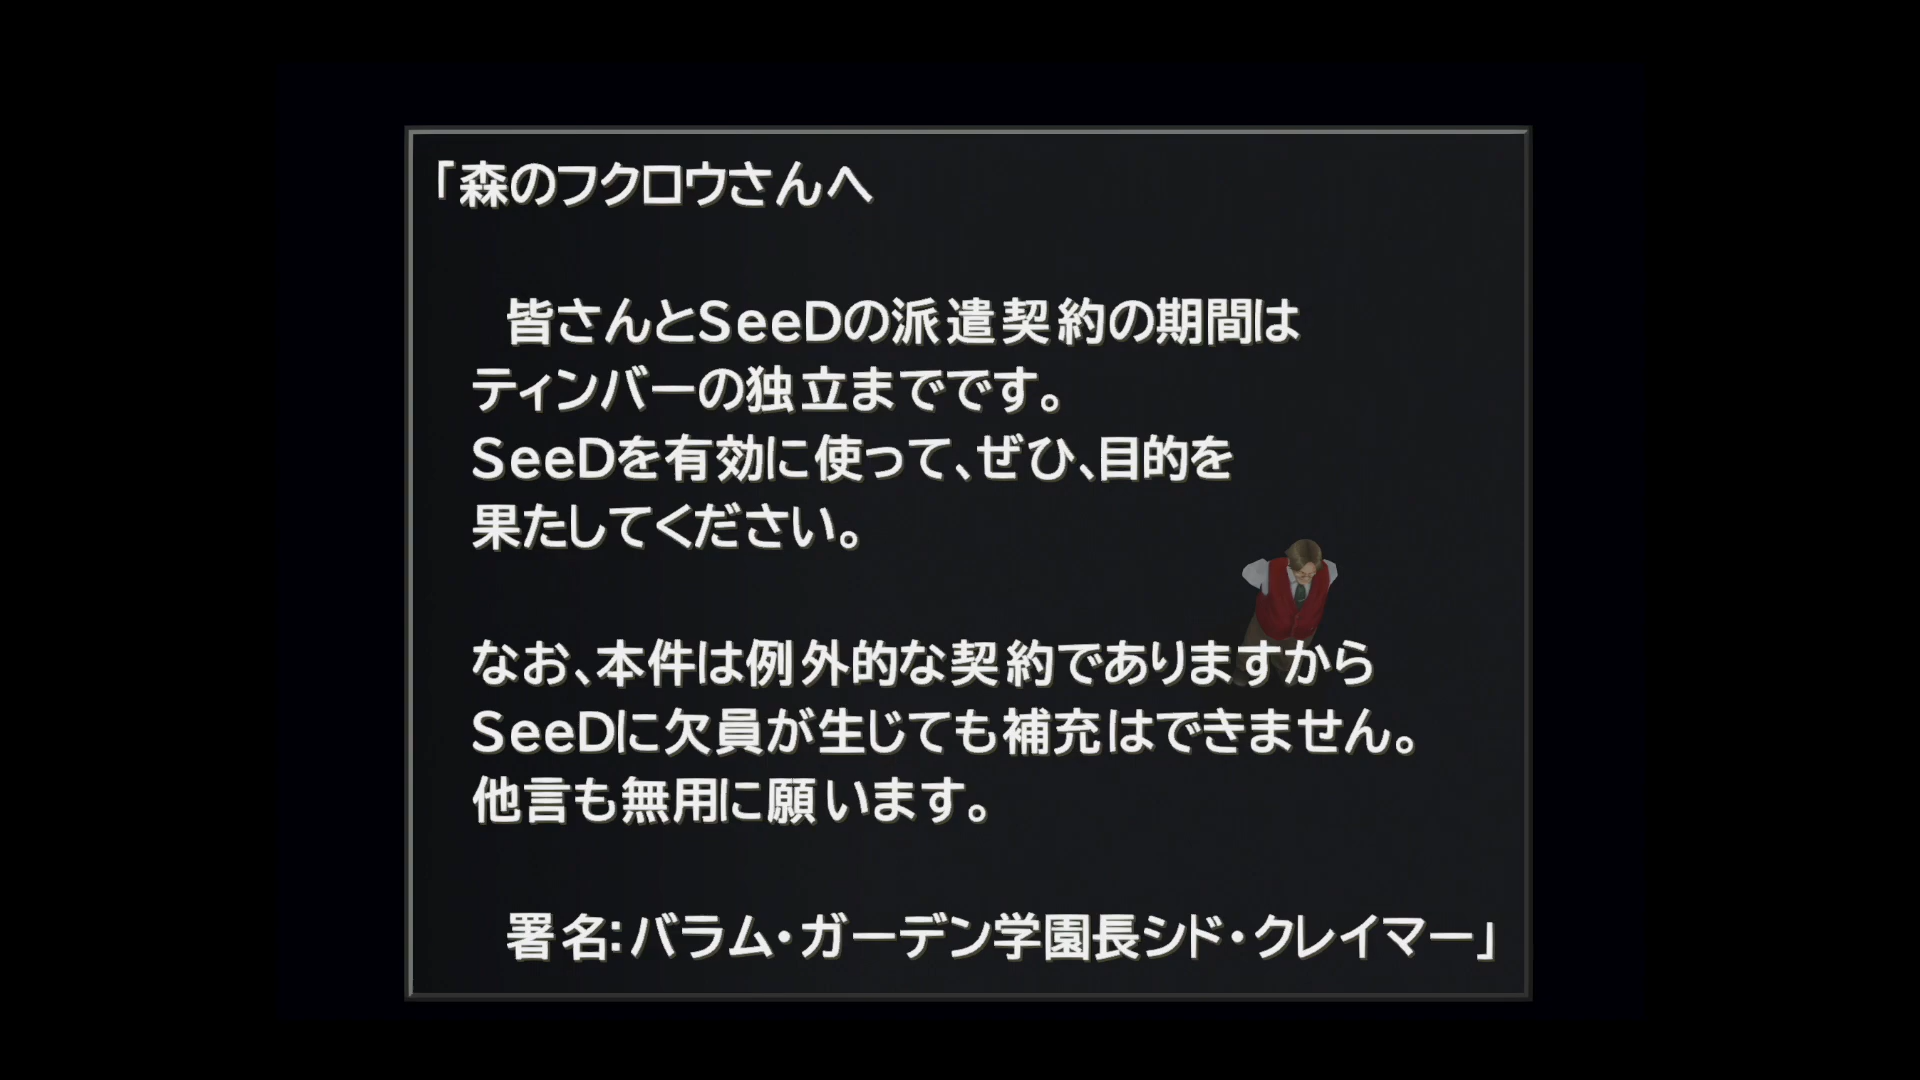 「森のフクロウさんへ
皆さんとSeeDの派遣契約の期間は
ティンバーの独立までです。
SeeDを有効に使って、ぜひ、目的を
果たしてください。
なお、本件は例外的な契約でありますから
SeeDに欠員が生じても補充はできません。
他言も無用に願います。
署名：バラム・ガーデン学園長シド・クレイマー」